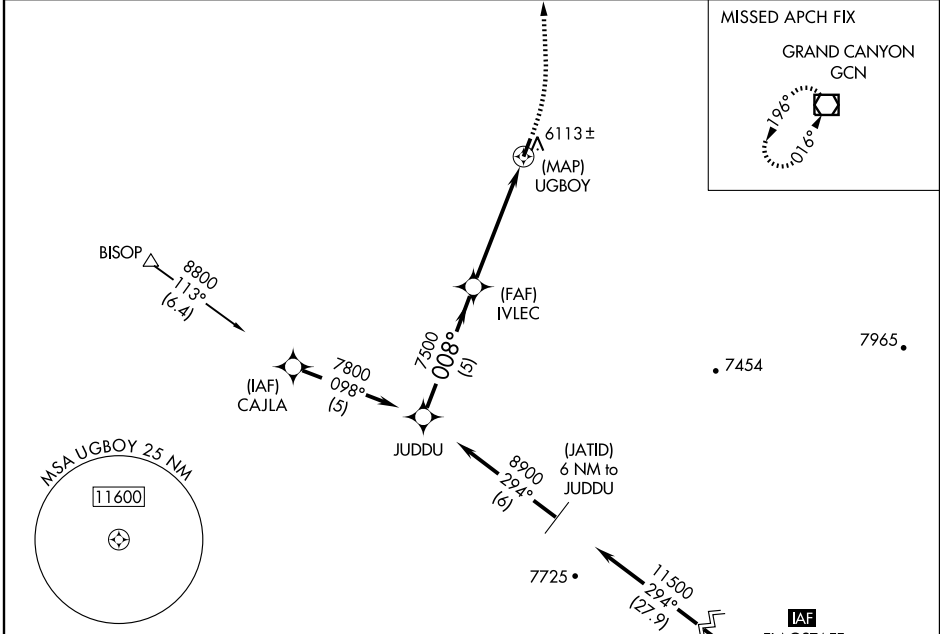 MISSED APCH FIX
GRAND CANYON
GCN
196°
016°
6113±
(MAP)
UGBOY
BISOP
8800
113°
(6.4)
(FAF)
IVLEC
7500
008°
(5)
7965
7454
(IAF)
CAJLA
7800
098°
(5)
JUDDU
(JATID)
6 NM to
JUDDU
8900
294°
(6)
MSA UGBOY 25 NM
11600
7725
11500
294°
(27.9)
IAF